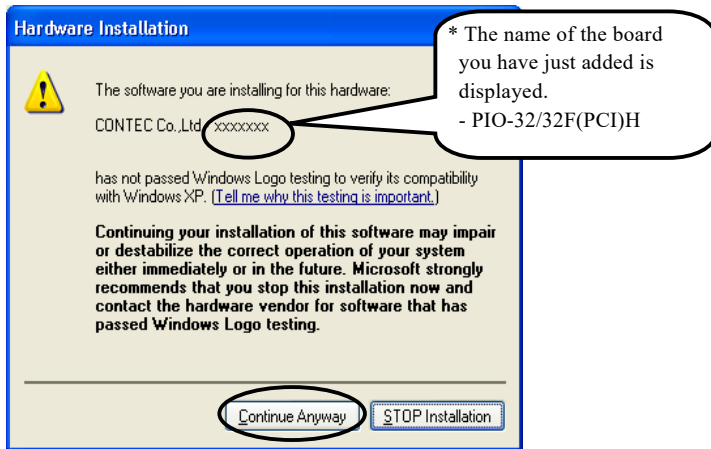 Hardware Installation
* The name of the board
you have just added is
displayed.
- PIO-32/32F(PCI)H
The software you are installing for this hardware:
CONTEC Co.,Ltd. xxxxxxx
has not passed Windows Logo testing to verify its compatibility
with Windows XP. (Tell me why this testing is important.)
Continuing your installation of this software may impair
or destabilize the correct operation of your system
either immediately or in the future. Microsoft strongly
recommends that you stop this installation now and
contact the hardware vendor for software that has
passed Windows Logo testing.
Continue Anyway
STOP Installation